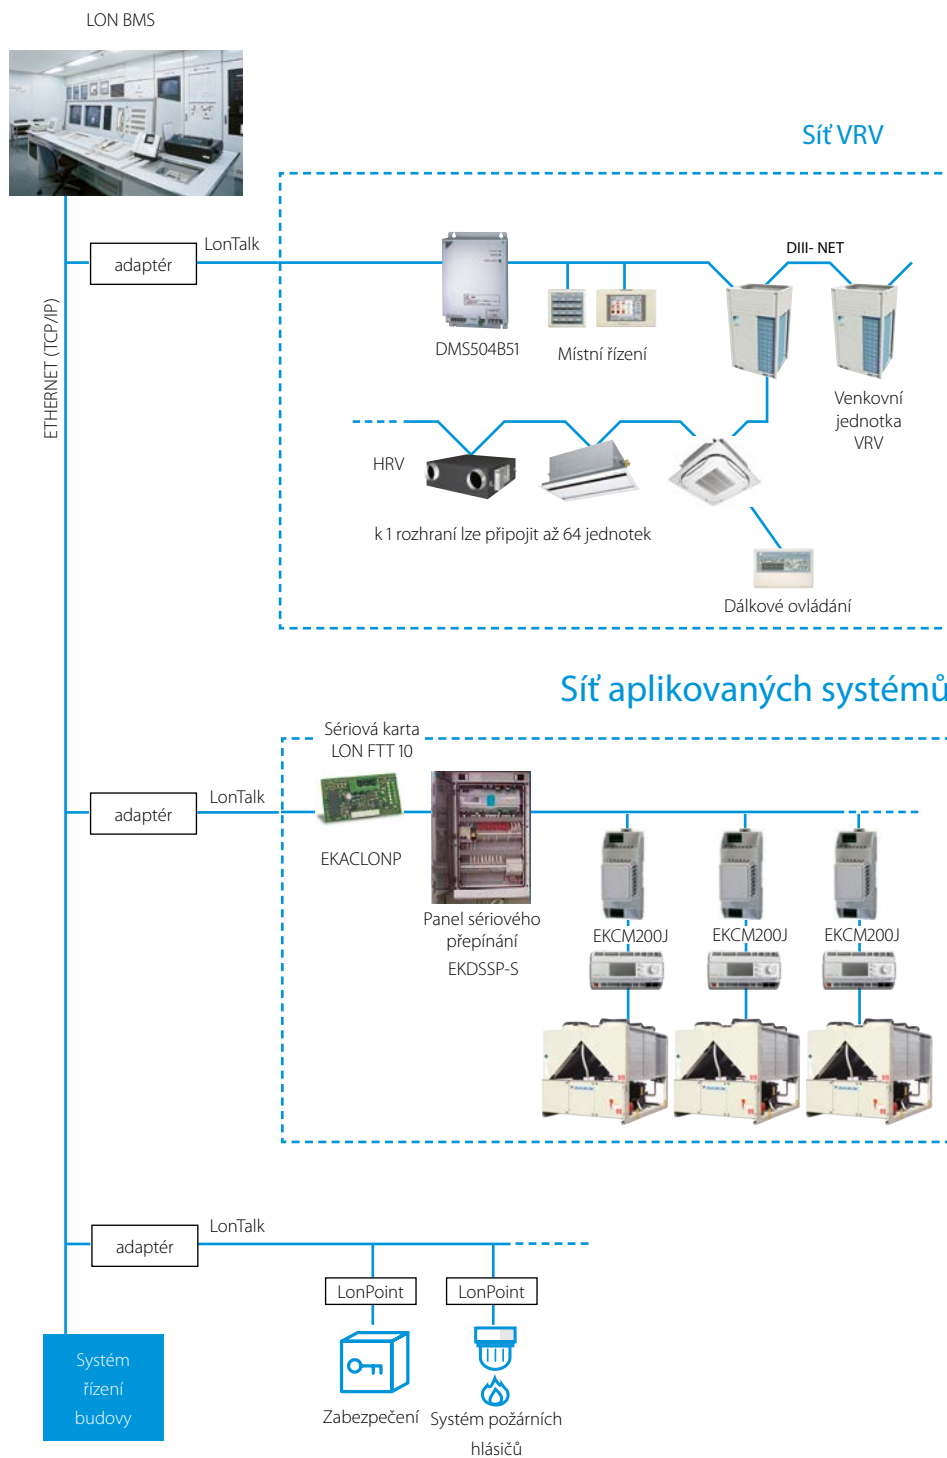 LON BMS
Síť VRV
LonTalk
adaptér
DIII- NET
ETHERNET (TCP/IP)
DMS504B51
Místní řízení
Venkovní
jednotka
VRV
HRV
k 1 rozhraní lze připojit až 64 jednotek
Dálkové ovládání
Síť aplikovaných systémů
Sériová karta
LON FTT 10
LonTalk
adaptér
EKACLONP
Panel sériového
přepínání
EKDSSP-S
EKCM200J
EKCM200J
EKCM200J
LonTalk
adaptér
LonPoint
LonPoint
Systém
řízení
budovy
Zabezpečení
Systém požárních
hlásičů